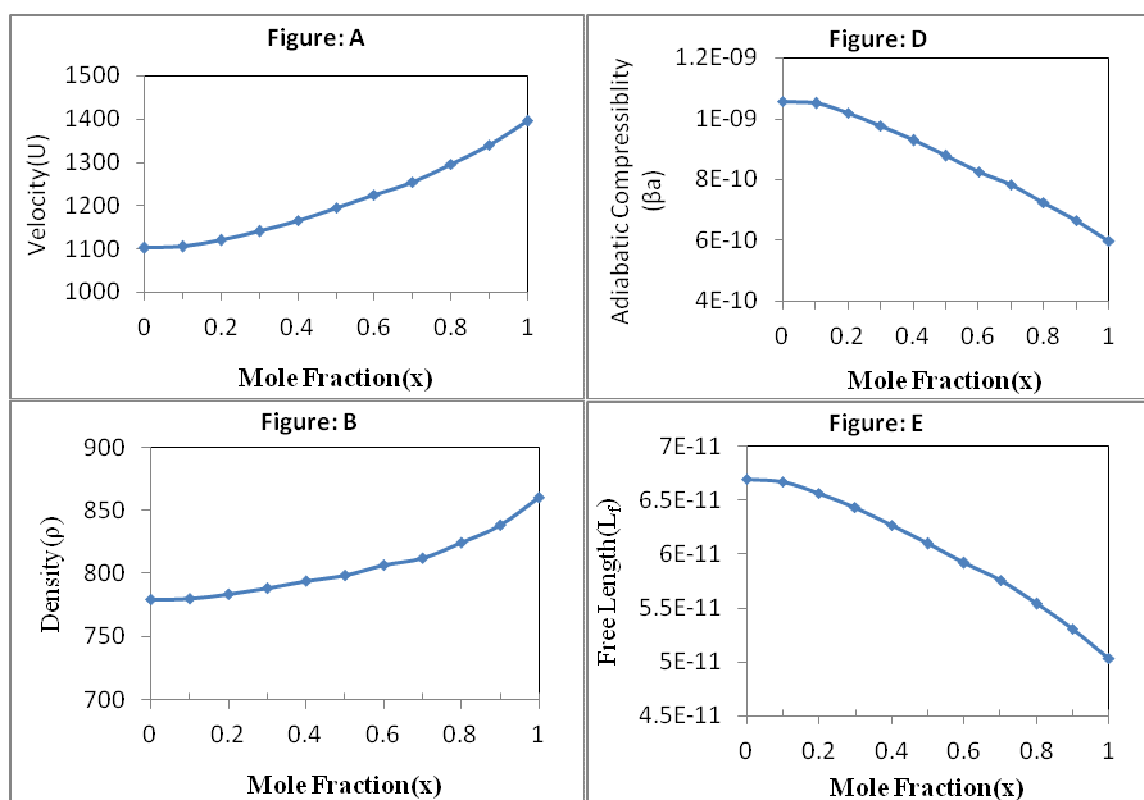 Figure: A
Velocity(U)
1500
1400
1300
1200
1100
1000
0 0.2 0.4 0.6 0.8 1
Mole Fraction(x)
Figure: D
Adiabatic Compressiblity
(βa)
1.2E-09
1E-09
8E-10
6E-10
4E-10
0 0.2 0.4 0.6 0.8 1
Mole Fraction(x)
Figure: B
Density(ρ)
900
850
800
750
700
0 0.2 0.4 0.6 0.8 1
Mole Fraction(x)
Figure: E
Free Length(Lf)
7E-11
6.5E-11
6E-11
5.5E-11
5E-11
4.5E-11
0 0.2 0.4 0.6 0.8 1
Mole Fraction(x)